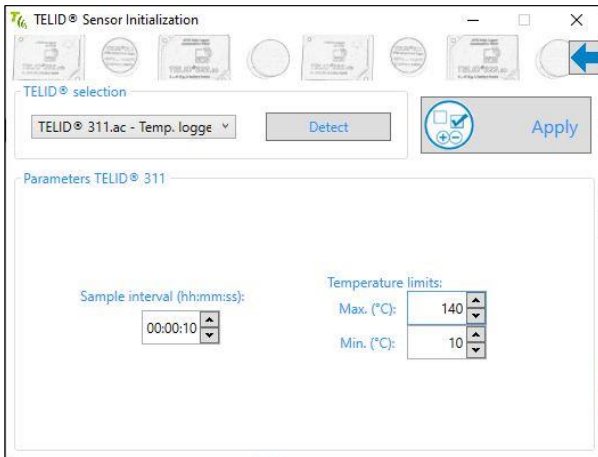 TELID® Sensor Initialization
TELID® selection
TELID® 311.ac - Temp. logge
Detect
Apply
Parameters TELID® 311
Sample interval (hh:mm:ss):
00:00:10
Temperature limits:
Max. (°C):
140
Min. (°C):
10